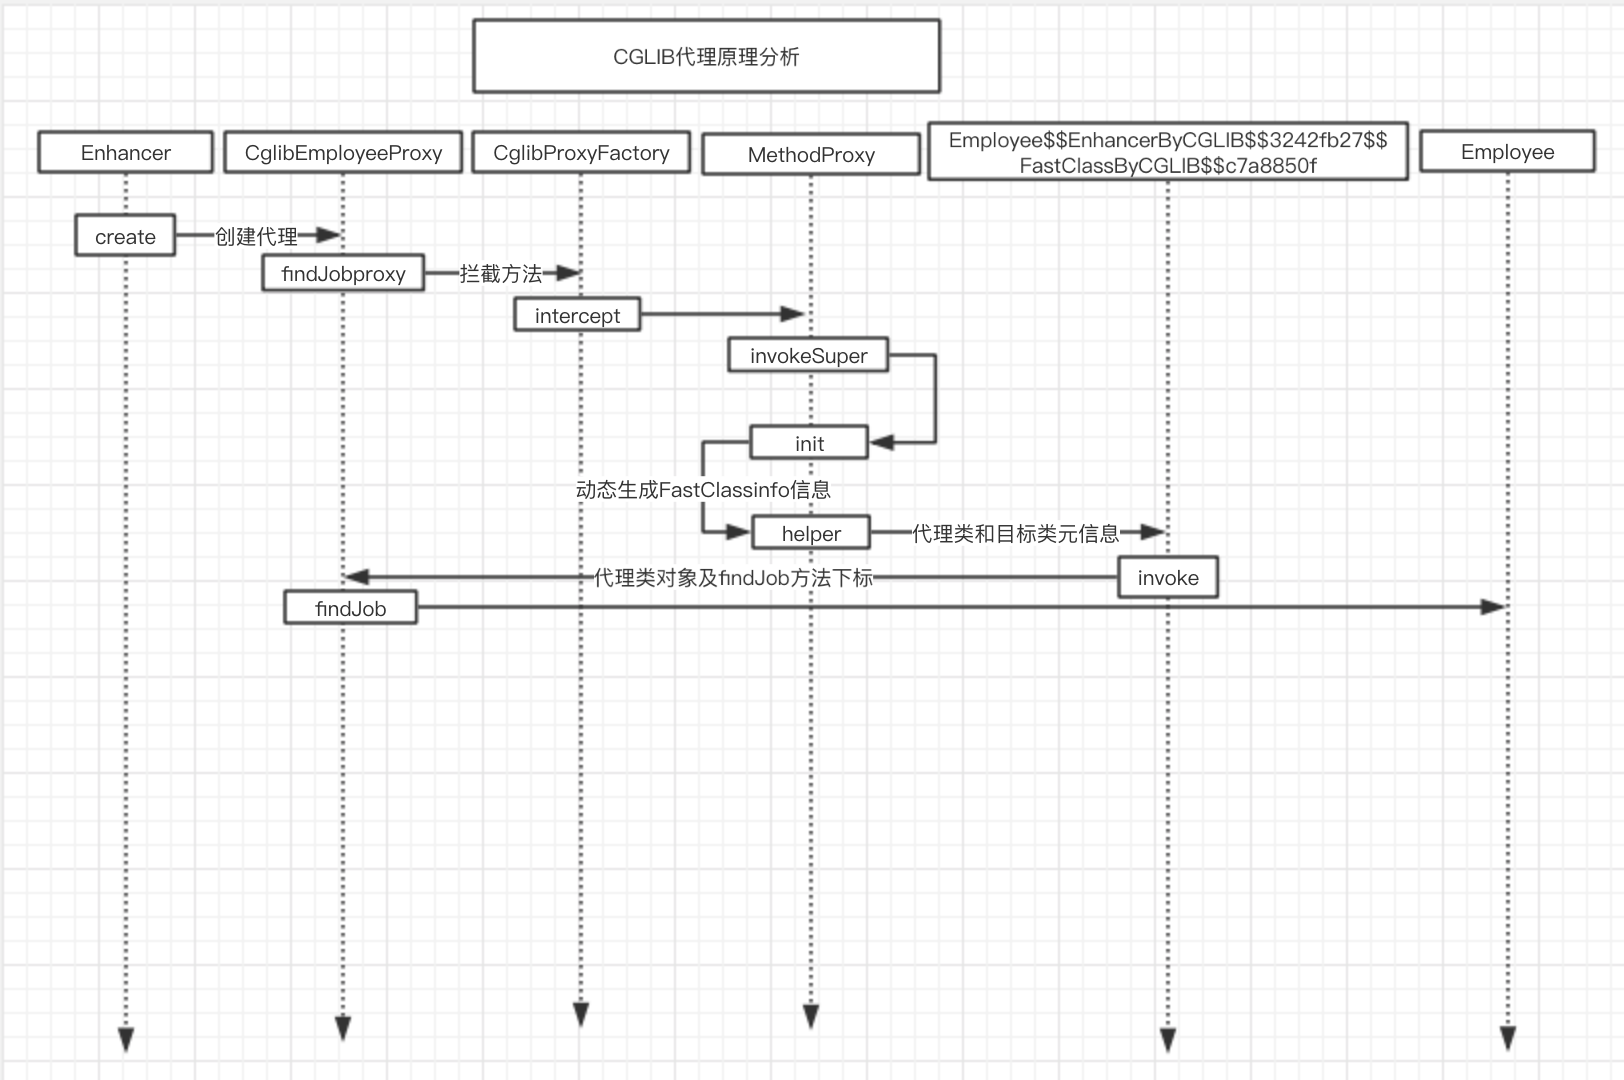 CGLIB代理原理分析
Enhancer
CglibEmployeeProxy
CglibProxyFactory
MethodProxy
Employee$$EnhancerByCGLIB$$3242fb27$$
FastClassByCGLIB$$c7a8850f
Employee
create
创建代理
findJobproxy
拦截方法
intercept
invokeSuper
init
动态生成FastClassinfo信息
helper
代理类和目标类元信息
invoke
代理类对象及findJob方法下标
findJob